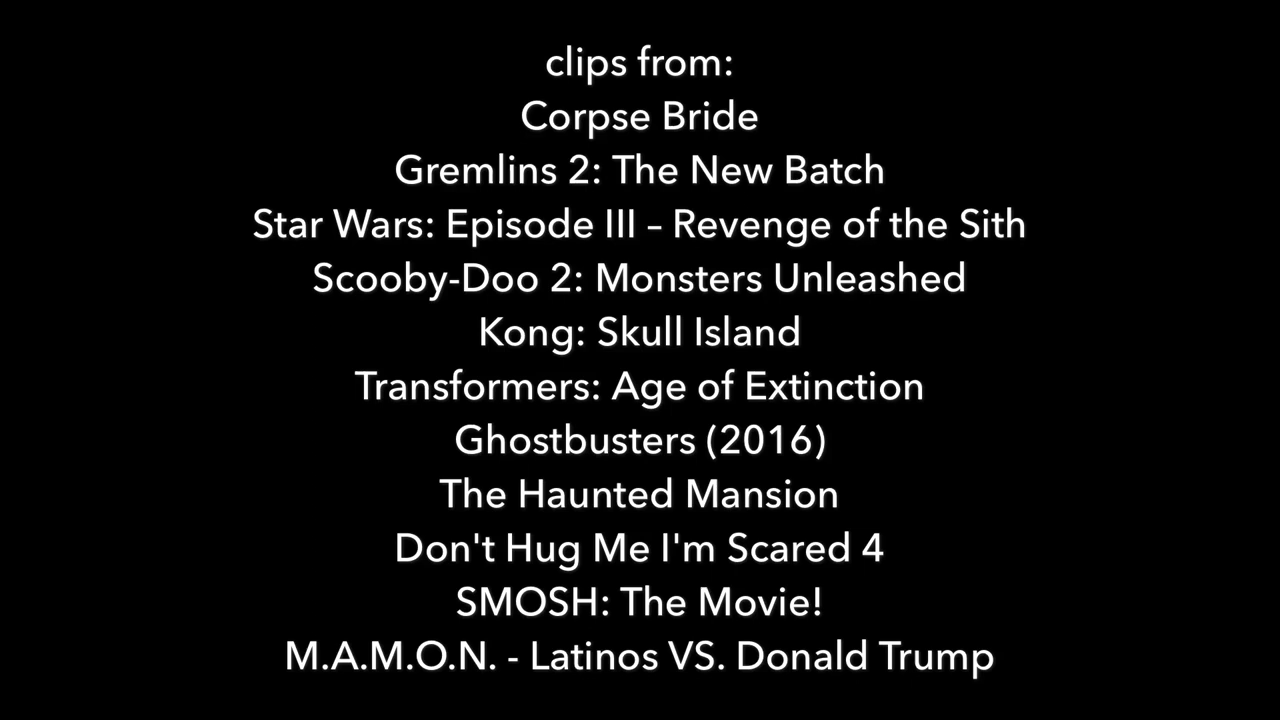 clips from:
Corpse Bride
Gremlins 2: The New Batch
Star Wars: Episode III – Revenge of the Sith
Scooby-Doo 2: Monsters Unleashed
Kong: Skull Island
Transformers: Age of Extinction
Ghostbusters (2016)
The Haunted Mansion
Don't Hug Me I'm Scared 4
SMOSH: The Movie!
M.A.M.O.N. - Latinos VS. Donald Trump